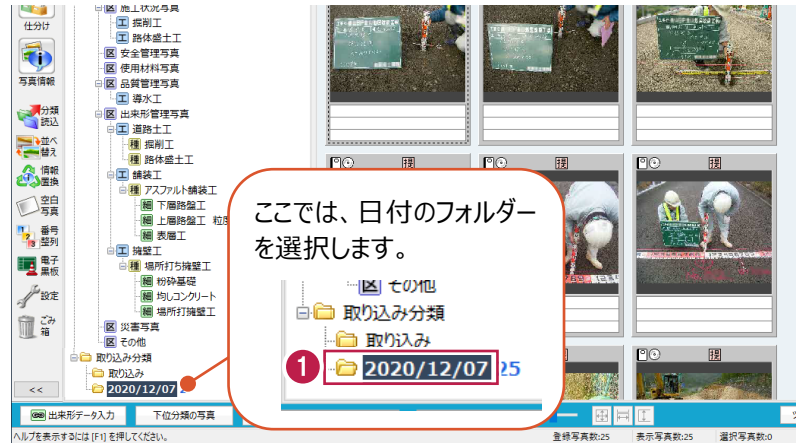 仕分け
写真情報
分類
読込
並べ
替え
情報
置換
空白
写真
番号
整列
電子
黒板
設定
ごみ
箱
<<
区 施工状況写真
工 掘削工
工 路体盛土工
区 安全管理写真
区 使用材料写真
区 品質管理写真
工 導水工
区 出来形管理写真
工 道路土工
種 掘削工
種 路体盛土工
工 舗装工
種 アスファルト舗装工
細 下層路盤工
細 上層路盤工 粒度
細 表層工
工 擁壁工
種 場所打ち擁壁工
細 粉砕基礎
細 均しコンクリート
細 場所打擁壁工
区 災害写真
区 その他
取り込み分類
取り込み
2020/12/07
提
提
提
提
ここでは、日付のフォルダー
を選択します。
区 その他
取り込み分類
取り込み
1 2020/12/07 25
出来形データ入力
下位分類の写真
ヘルプを表示するには [F1] を押してください。
登録写真数:25 表示写真数:25 選択写真数:0